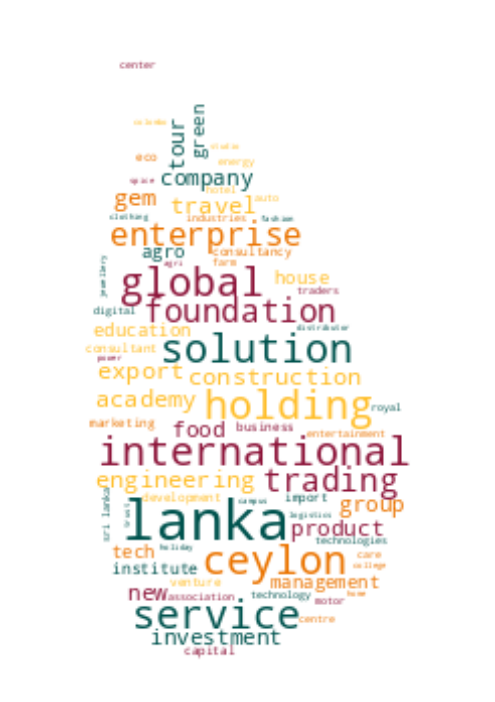 center
green
colombo
tour
studio
eco
energy
space
company
hotel
gem
travel
auto
clothing
industries
fashion
enterprise
agro
consultancy
agri
farm
jewellery
global
house
traders
digital
foundation
education
distributor
consultant
solution
power
export
construction
academy
holding
royal
marketing
food
business
entertainment
international
engineering
trading
sri lanka
development
campus
import
group
travels
lanka
logistics
product
technologies
tech
holiday
ceylon
care
institute
college
venture
management
new
association
technology
motor
home
service
centre
investment
capital